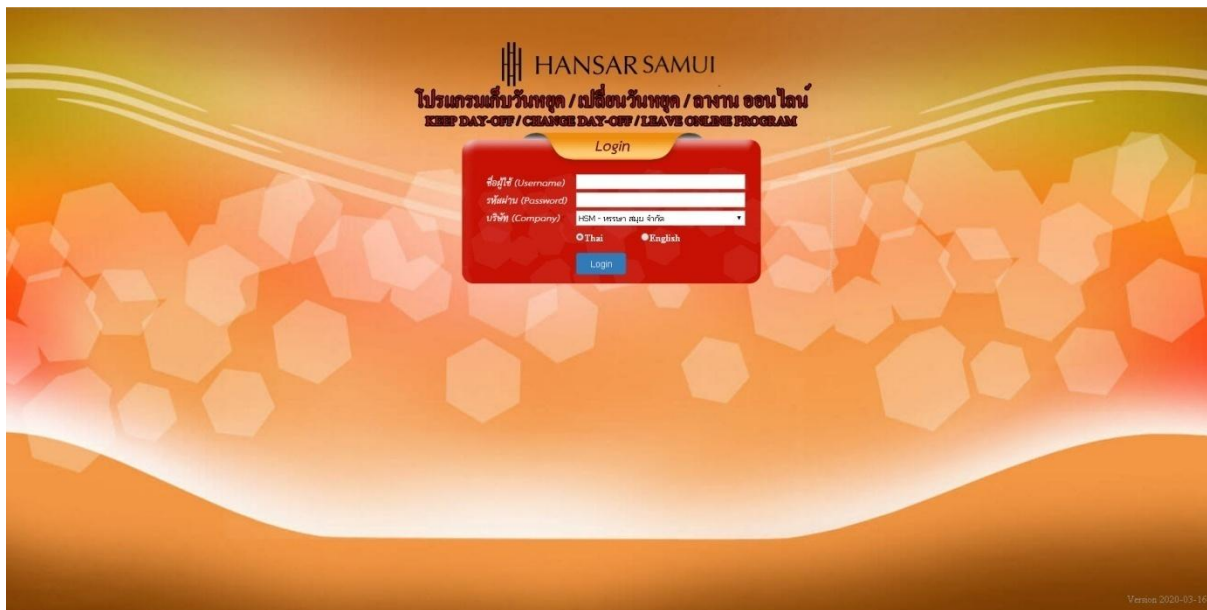 HANSAR SAMUI
โปรแกรมเก็บวันหยุด / เปลี่ยนวันหยุด / ลางาน ออนไลน์
KEEP DAY-OFF / CHANGE DAY-OFF / LEAVE ONLINE PROGRAM
Login
ชื่อผู้ใช้ (Username)
รหัสผ่าน (Password)
บริษัท (Company) HSM - หรรษา สมุย จำกัด
Thai English
Login
Version 2020-03-16